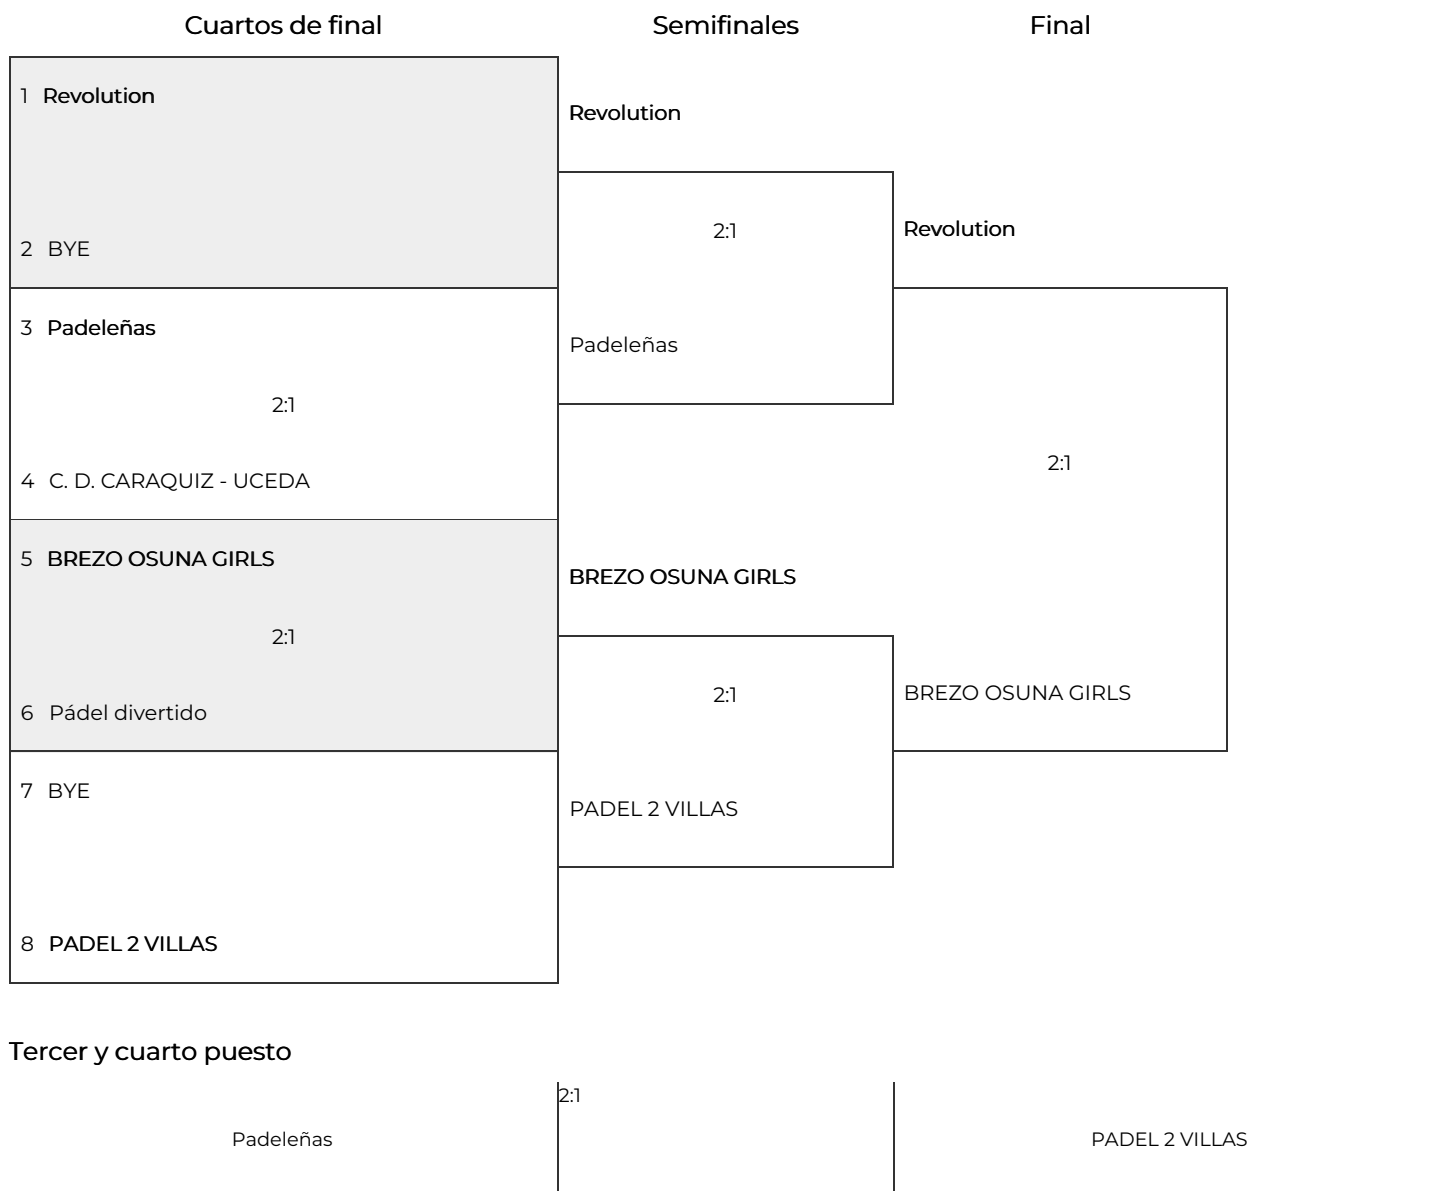 Cuartos de final
Semifinales
Final
1 Revolution
2 BYE
3 Padeleñas
2:1
4 C. D. CARAQUIZ - UCEDA
5 BREZO OSUNA GIRLS
2:1
6 Pádel divertido
7 BYE
8 PADEL 2 VILLAS
Revolution
2:1
Padeleñas
BREZO OSUNA GIRLS
2:1
PADEL 2 VILLAS
Revolution
2:1
BREZO OSUNA GIRLS
Tercer y cuarto puesto
Padeleñas
2:1
PADEL 2 VILLAS